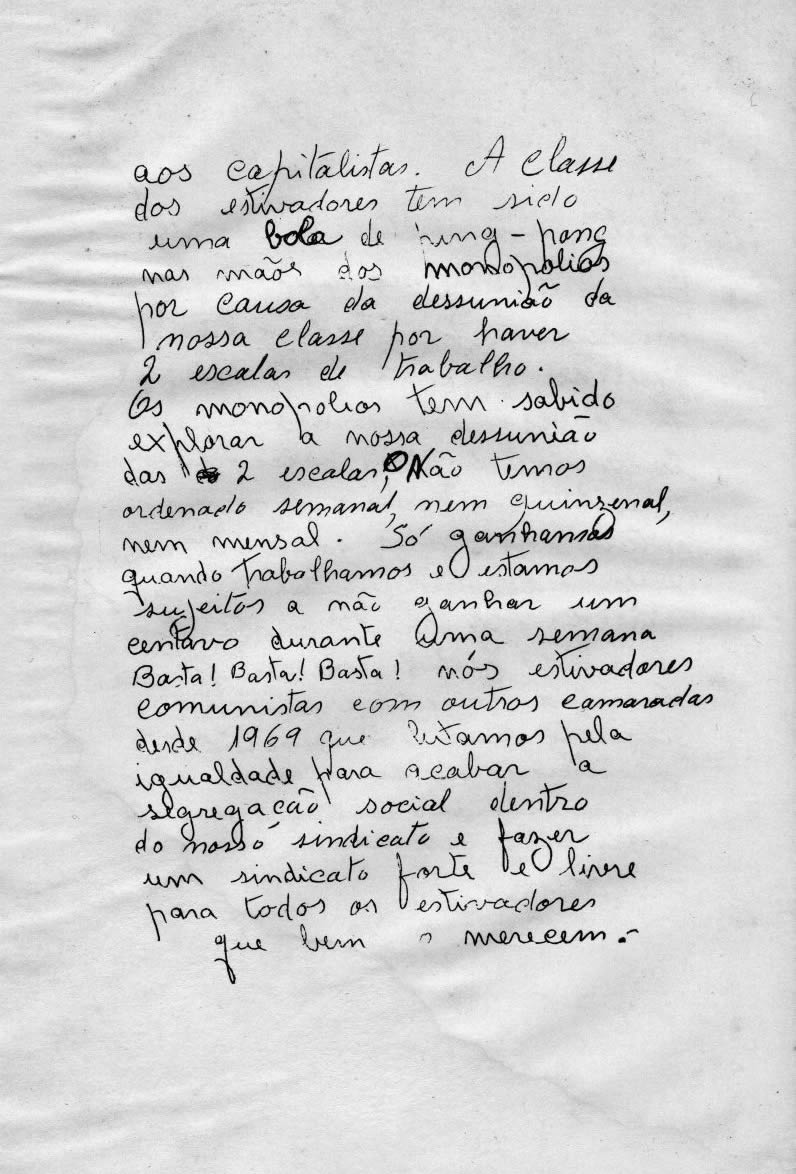 aos capitalistas. A classe
dos estivadores tem sido
uma bola de ping-pong
nas mãos dos monopolios
por causa da dessunião da
nossa classe por haver
2 escalas de trabalho.
Os monopolios tem sabido
explorar a nossa dessunião
das 2 escalas, Não temos
ordenado semanal, nem quinzenal,
nem mensal. Só ganhamos
quando trabalhamos e estamos
sujeitos a não ganhar um
centavo durante uma semana
Basta! Basta! Basta! nós estivadores
comunistas com outros camaradas
desde 1969 que lutamos pela
igualdade para acabar a
segregação social dentro
do nosso sindicato e fazer
um sindicato forte e livre
para todos os estivadores
que bem o merecem.-